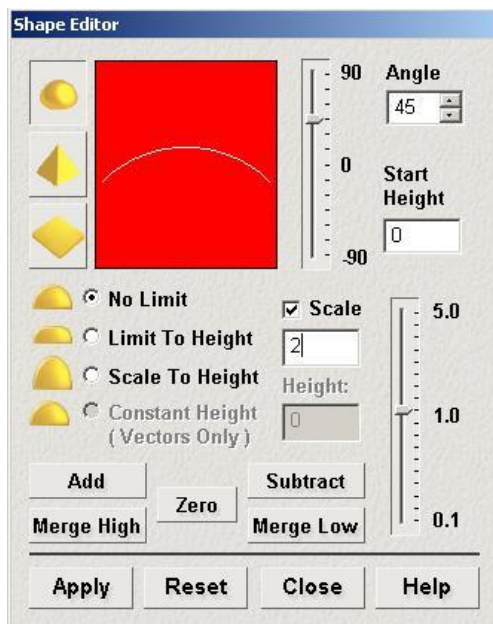 Shape Editor
90
0
-90
Angle
45
Start
Height
0
No Limit
Limit To Height
Scale To Height
Constant Height
( Vectors Only )
Scale
2
Height:
0
5.0
1.0
0.1
Add
Zero
Subtract
Merge High
Merge Low
Apply
Reset
Close
Help